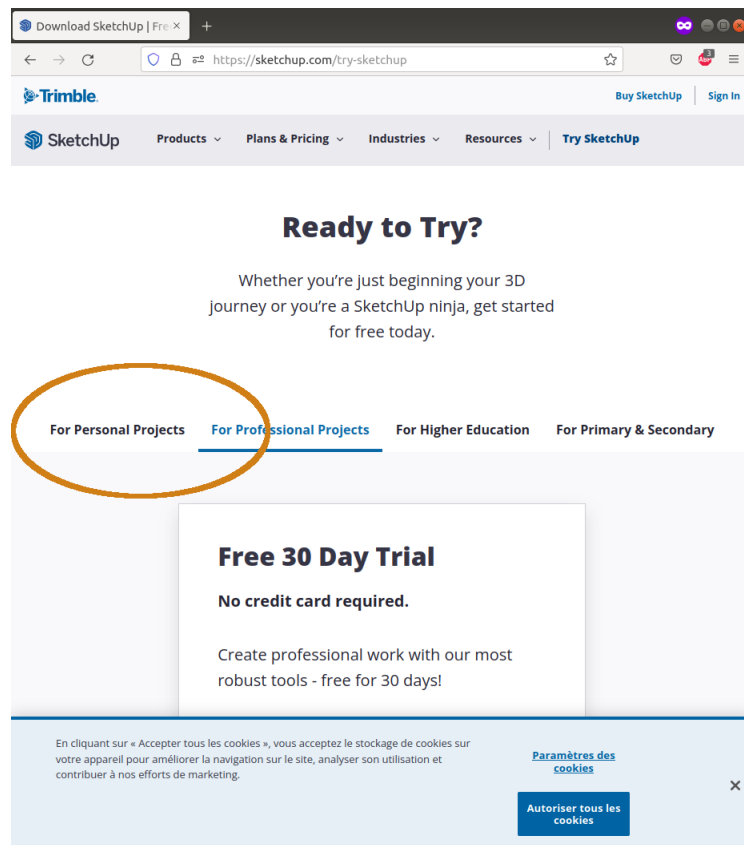 Download SketchUp | Fre
https://sketchup.com/try-sketchup
3
ABP
Trimble.
Buy SketchUp
Sign In
SketchUp
Products
Plans & Pricing
Industries
Resources
Try SketchUp
Ready to Try?
Whether you’re just beginning your 3D
journey or you’re a SketchUp ninja, get started
for free today.
For Personal Projects
For Professional Projects
For Higher Education
For Primary & Secondary
Free 30 Day Trial
No credit card required.
Create professional work with our most
robust tools - free for 30 days!
En cliquant sur « Accepter tous les cookies », vous acceptez le stockage de cookies sur
votre appareil pour améliorer la navigation sur le site, analyser son utilisation et
contribuer à nos efforts de marketing.
Paramètres des
cookies
Autoriser tous les
cookies